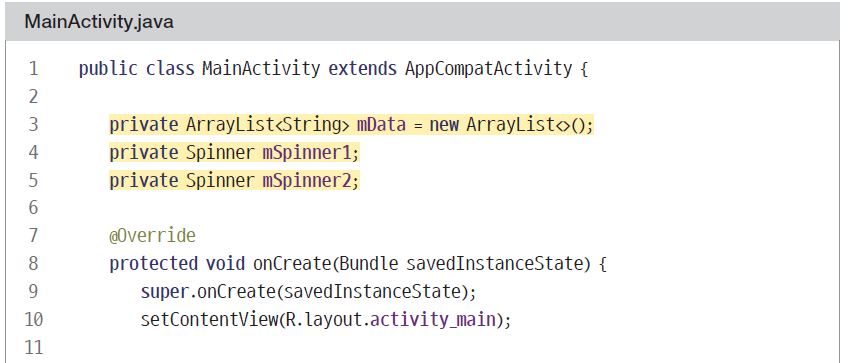 MainActivity.java
1 public class MainActivity extends AppCompatActivity {
2
3 private ArrayList<String> mData = new ArrayList<>();
4 private Spinner mSpinner1;
5 private Spinner mSpinner2;
6
7 @Override
8 protected void onCreate(Bundle savedInstanceState) {
9 super.onCreate(savedInstanceState);
10 setContentView(R.layout.activity_main);
11